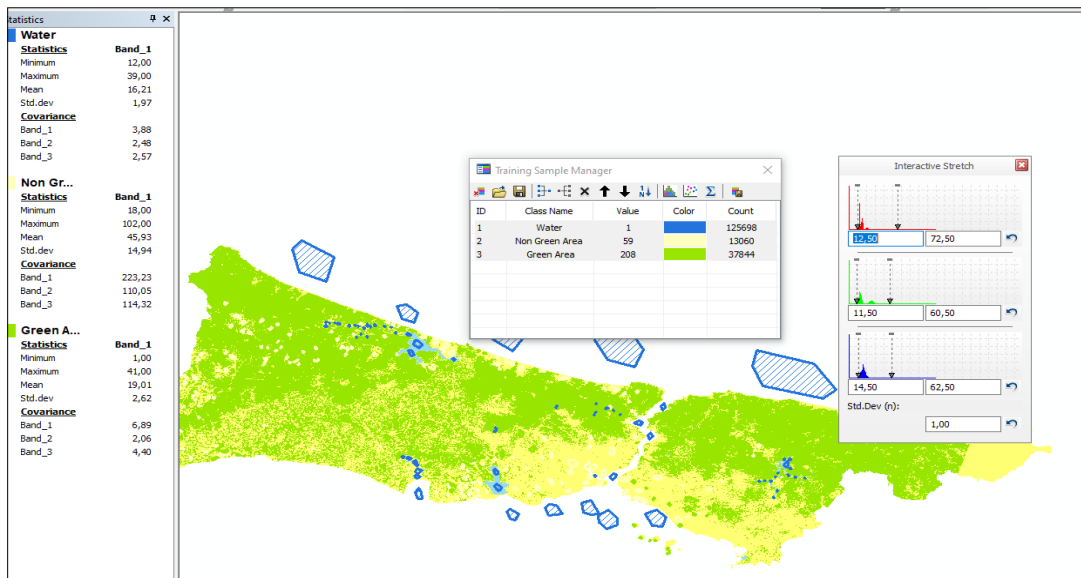 Statistics
Water
Statistics Band_1
Minimum 12,00
Maximum 39,00
Mean 16,21
Std.dev 1,97
Covariance
Band_1 3,88
Band_2 2,48
Band_3 2,57
Non Gr...
Statistics Band_1
Minimum 18,00
Maximum 102,00
Mean 45,93
Std.dev 14,94
Covariance
Band_1 223,23
Band_2 110,05
Band_3 114,32
Green A...
Statistics Band_1
Minimum 1,00
Maximum 41,00
Mean 19,01
Std.dev 2,62
Covariance
Band_1 6,89
Band_2 2,06
Band_3 4,40
Training Sample Manager
ID Class Name Value Color Count
1 Water 1 125698
2 Non Green Area 59 13060
3 Green Area 208 37844
Interactive Stretch
12,50 72,50
11,50 60,50
14,50 62,50
Std.Dev (n):
1,00